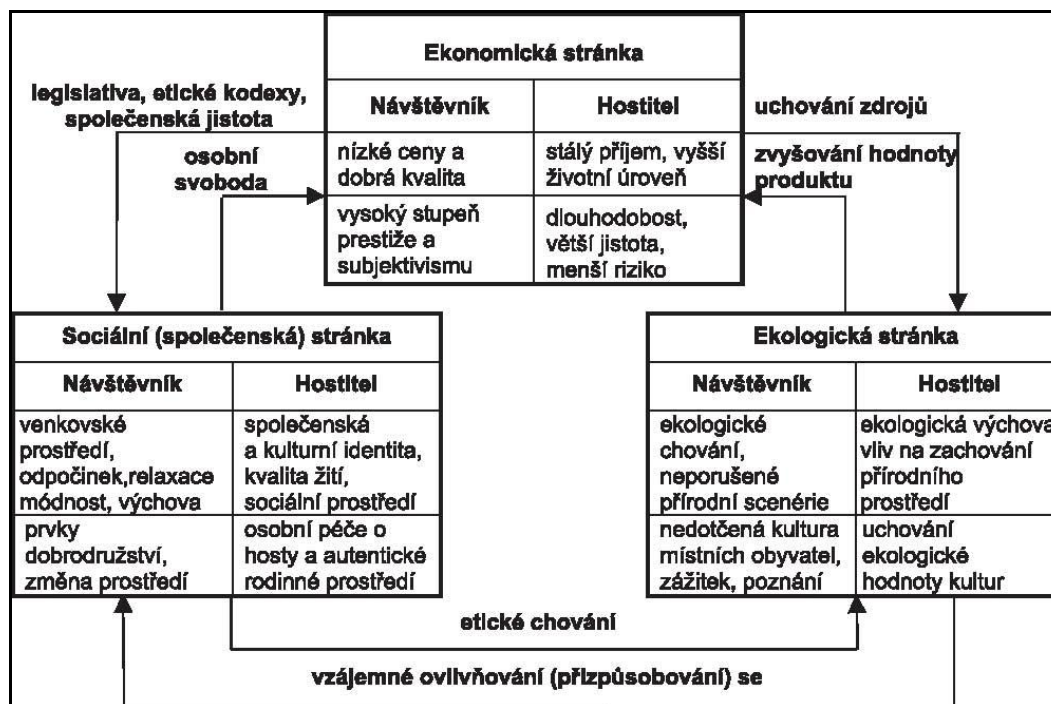 Ekonomická stránka
legislativa, etické kodexy,
společenská jistota
osobní
svoboda
Návštěvník
Hostitel
nízké ceny a
dobrá kvalita
stálý příjem, vyšší
životní úroveň
vysoký stupeň
prestiže a
subjektivismu
dlouhodobost,
větší jistota,
menší riziko
uchování zdrojů
zvyšování hodnoty
produktu
Sociální (společenská) stránka
Návštěvník
Hostitel
venkovské
prostředí,
odpočinek,relaxace
módnost, výchova
společenská
a kulturní identita,
kvalita žití,
sociální prostředí
prvky
dobrodružství,
změna prostředí
osobní péče o
hosty a autentické
rodinné prostředí
Ekologická stránka
Návštěvník
Hostitel
ekologické
chování,
neporušené
přírodní scenérie
ekologická výchova
vliv na zachování
přírodního
prostředí
nedotčená kultura
místních obyvatel,
zážitek, poznání
uchování
ekologické
hodnoty kultur
etické chování
vzájemné ovlivňování (přizpůsobování) se